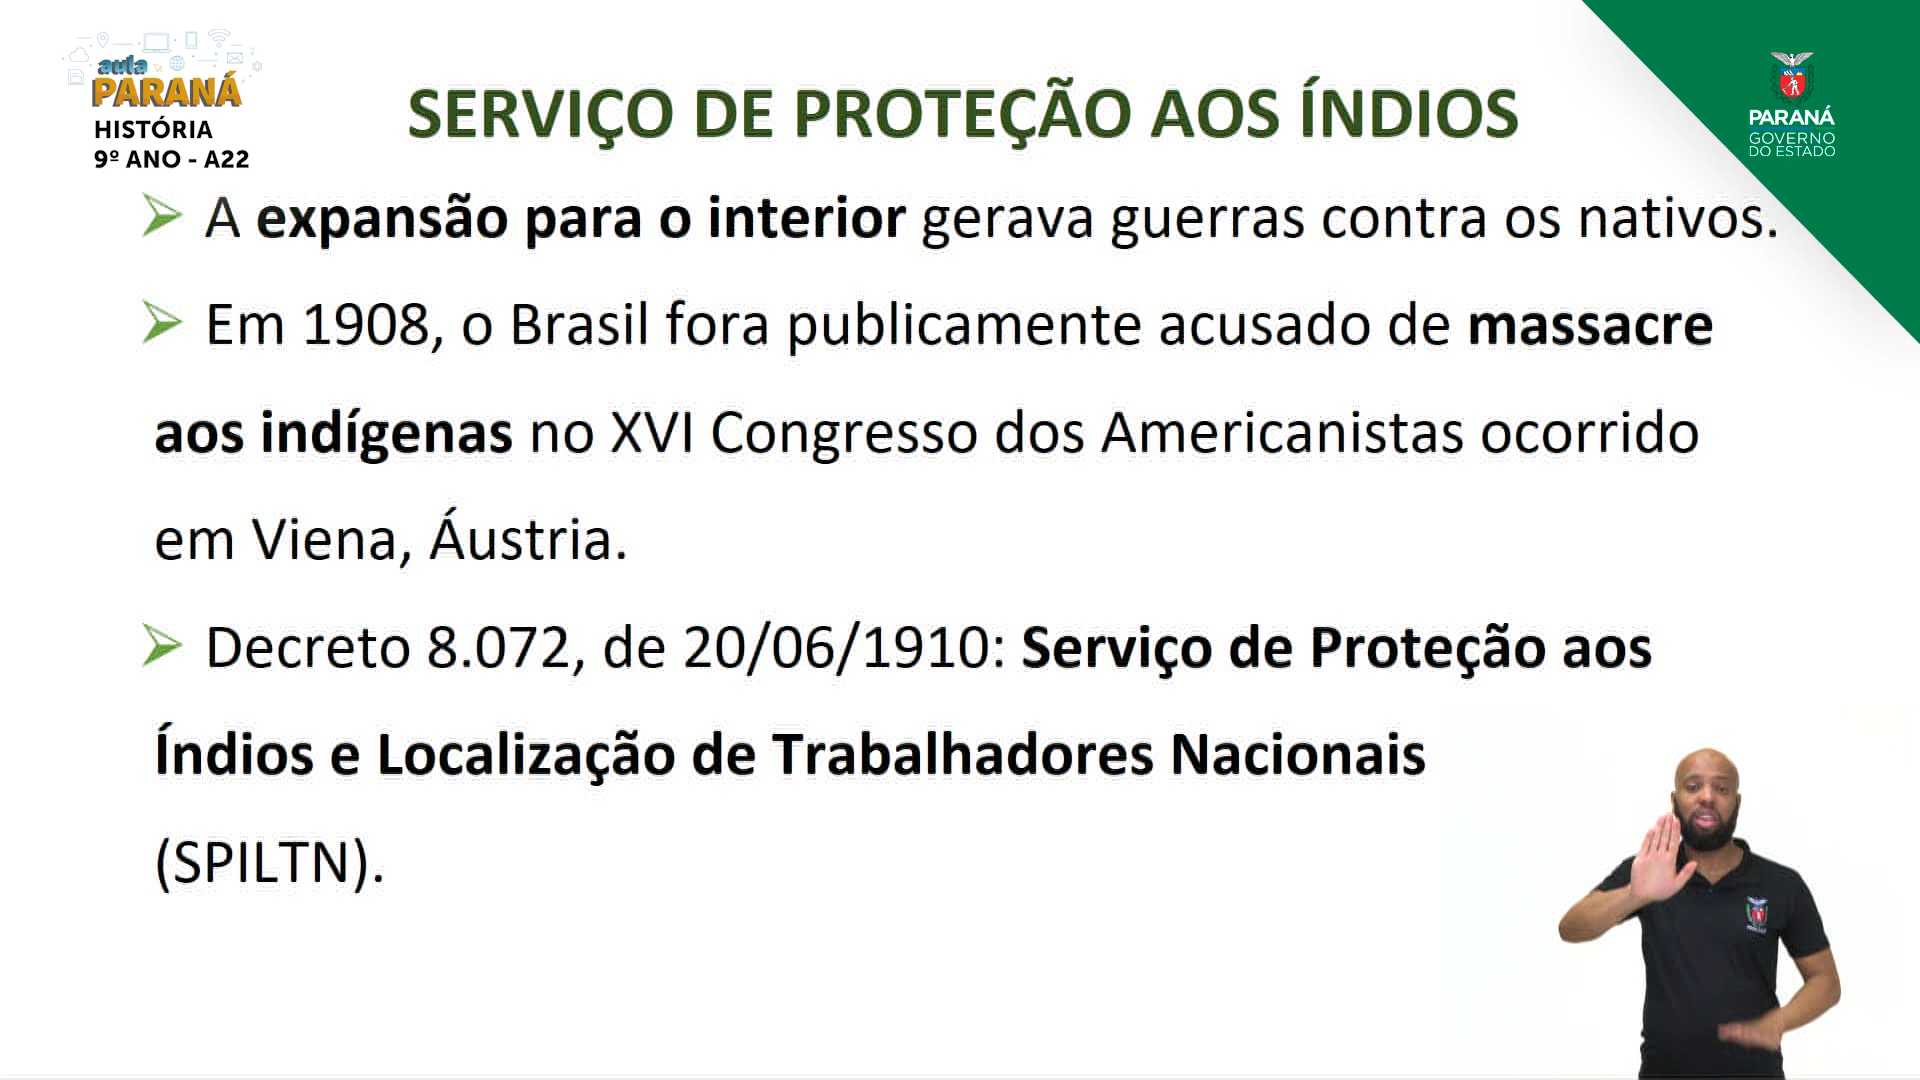 aula
PARANÁ
HISTÓRIA
9º ANO - A22
SERVIÇO DE PROTEÇÃO AOS ÍNDIOS
PARANÁ
GOVERNO
DO ESTADO
A expansão para o interior gerava guerras contra os nativos.
Em 1908, o Brasil fora publicamente acusado de massacre
aos indígenas no XVI Congresso dos Americanistas ocorrido
em Viena, Áustria.
Decreto 8.072, de 20/06/1910: Serviço de Proteção aos
Índios e Localização de Trabalhadores Nacionais
(SPILTN).